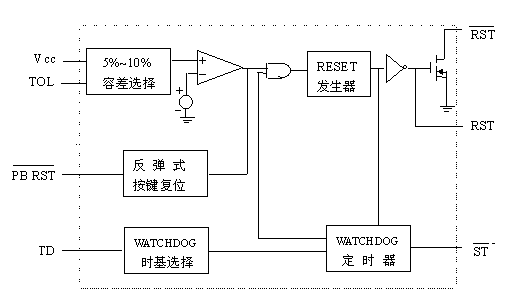 RST
Vcc
5%~10%
容差选择
TOL
+
−
+
-
RESET
发生器
RST
反 弹 式
按键复位
PB RST
WATCHDOG
时基选择
TD
WATCHDOG
定 时 器
ST